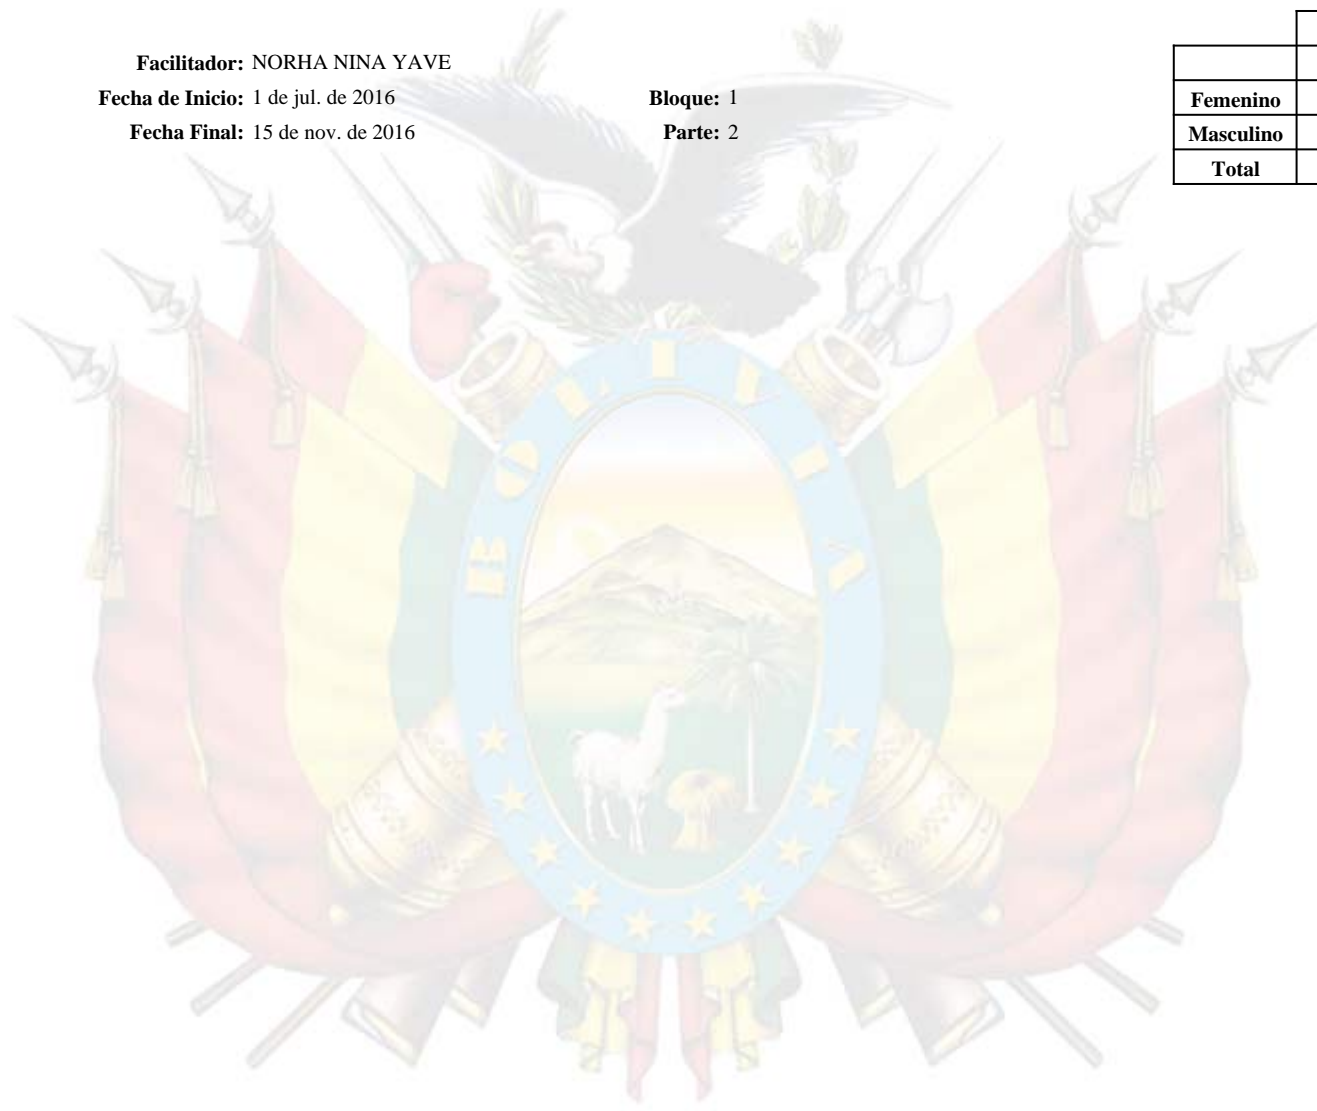 Facilitador: NORHA NINA YAVE
Fecha de Inicio: 1 de jul. de 2016 Bloque: 1
Fecha Final: 15 de nov. de 2016 Parte: 2
Femenino
Masculino
Total
BOLIVIA